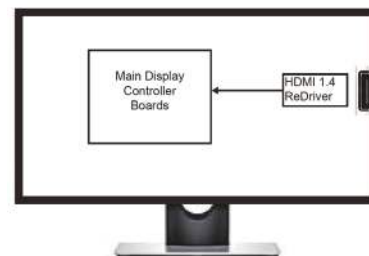 Main Display
Controller
Boards
HDMI 1.4
ReDriver